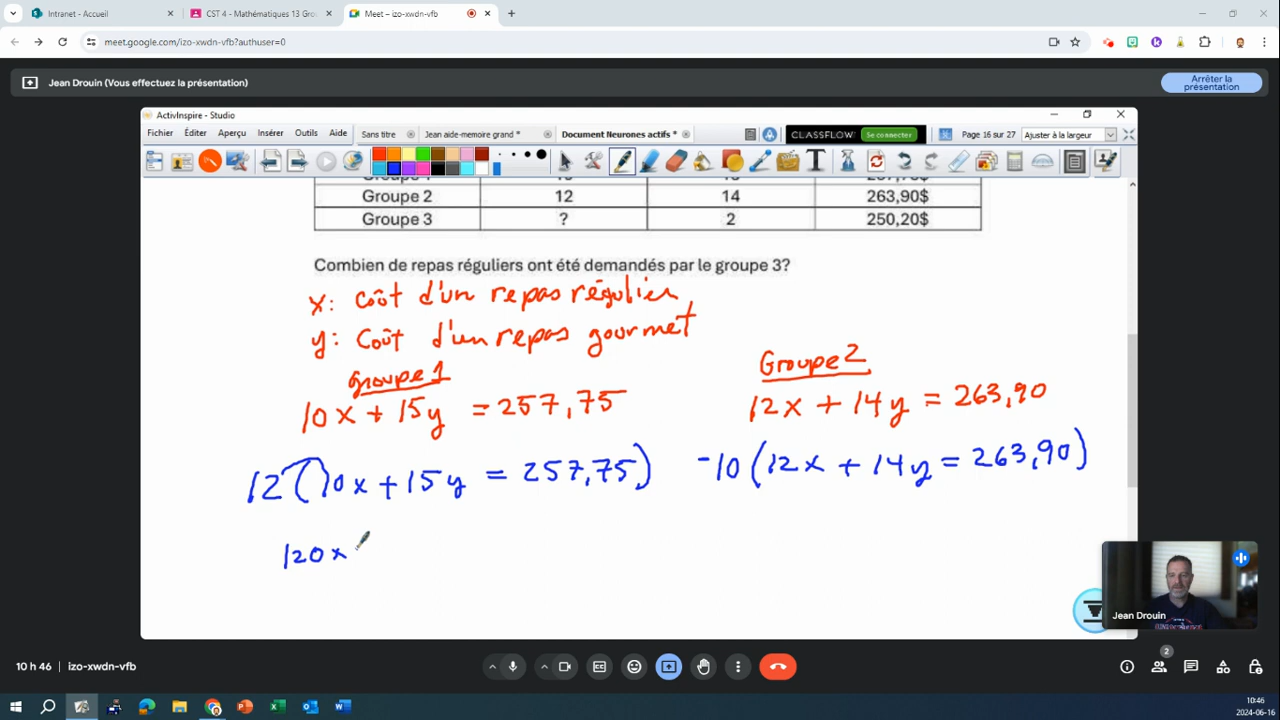 Intranet - Accueil
CST 4 - Mathématiques 13 Grou
Meet – izo-xwdn-vfb
meet.google.com/izo-xwdn-vfb?authuser=0
Jean Drouin (Vous effectuez la présentation)
Arrêter la
présentation
ActivInspire - Studio
Fichier Éditer Aperçu Insérer Outils Aide
Sans titre
Jean aide-memoire grand *
Document Neurones actifs *
CLASSFLOW Se connecter
Page 16 sur 27
Ajuster à la largeur
Groupe 2 12 14 263,90$
Groupe 3 ? 2 250,20$
Combien de repas réguliers ont été demandés par le groupe 3?
x: coût d'un repas régulier
y: Coût d'un repas gourmet
groupe 1
Groupe 2
10x + 15y = 257,75
12x + 14y = 263,90
12(10x + 15y = 257,75)
-10(12x + 14y = 263,90)
120x
Jean Drouin
10 h 46 | izo-xwdn-vfb
2
10:46
2024-06-16